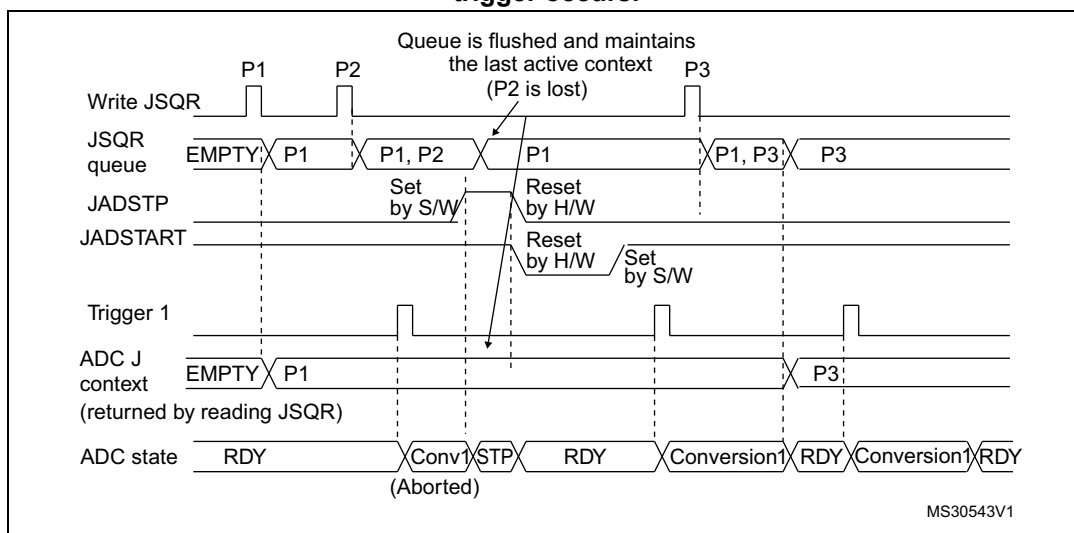 trigger occurs.
Queue is flushed and maintains
the last active context
(P2 is lost)
P1
P2
P3
Write JSQR
JSQR
queue
EMPTY
P1
P1, P2
P1
P1, P3
P3
Set
by S/W
Reset
by H/W
JADSTP
JADSTART
Reset
by H/W
Set
by S/W
Trigger 1
ADC J
context
(returned by reading JSQR)
EMPTY
P1
P3
ADC state
RDY
Conv1
STP
RDY
Conversion1
RDY
Conversion1
RDY
(Aborted)
MS30543V1